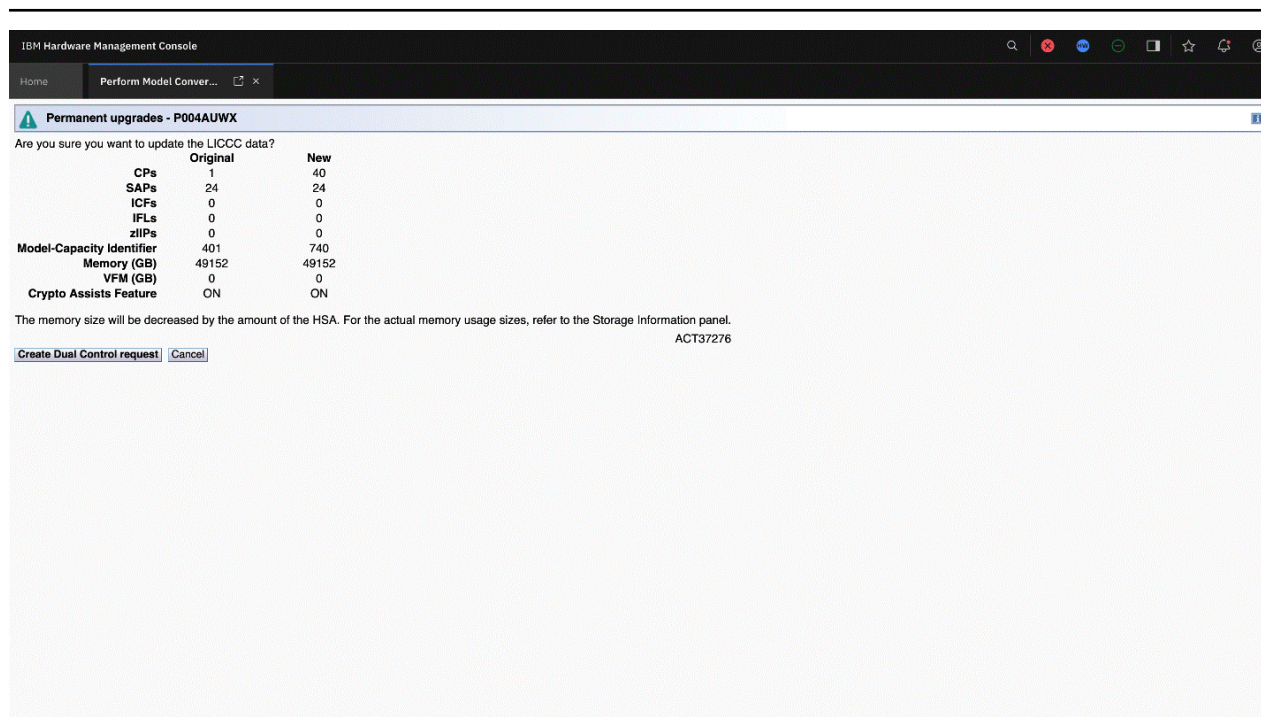 IBM Hardware Management Console
HW
Home Perform Model Conver... ×
Permanent upgrades - P004AUWX
i
Are you sure you want to update the LICCC data?
Original New
CPs 1 40
SAPs 24 24
ICFs 0 0
IFLs 0 0
zIIPs 0 0
Model-Capacity Identifier 401 740
Memory (GB) 49152 49152
VFM (GB) 0 0
Crypto Assists Feature ON ON
The memory size will be decreased by the amount of the HSA. For the actual memory usage sizes, refer to the Storage Information panel.
ACT37276
Create Dual Control request Cancel